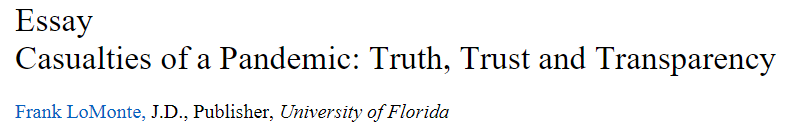 Essay
Casualties of a Pandemic: Truth, Trust and Transparency
Frank LoMonte, J.D., Publisher, University of Florida